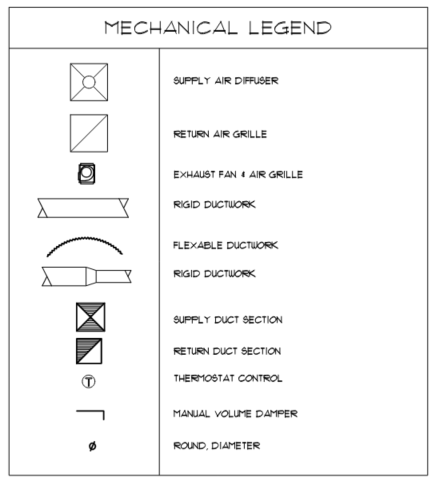 MECHANICAL LEGEND
SUPPLY AIR DIFFUSER
RETURN AIR GRILLE
EXHAUST FAN & AIR GRILLE
RIGID DUCTWORK
FLEXABLE DUCTWORK
RIGID DUCTWORK
SUPPLY DUCT SECTION
RETURN DUCT SECTION
T THERMOSTAT CONTROL
MANUAL VOLUME DAMPER
Ø ROUND, DIAMETER